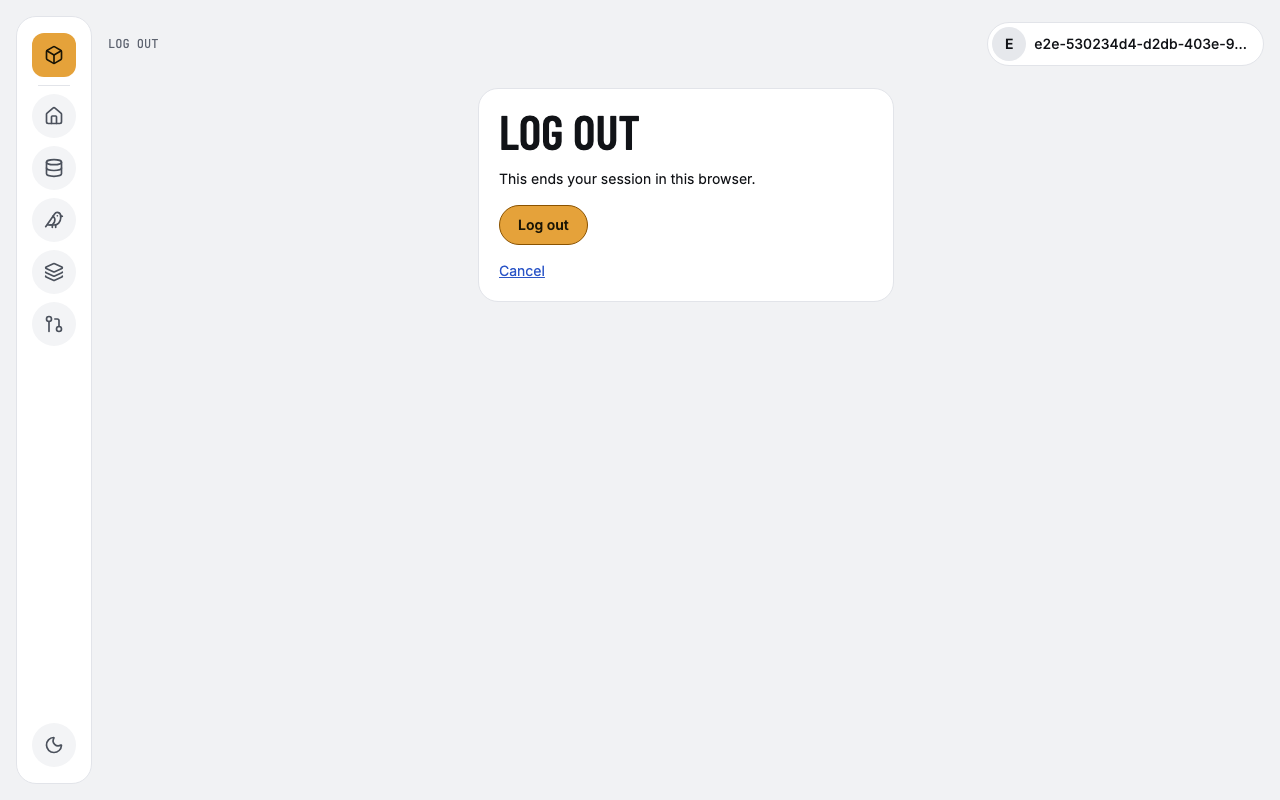 LOG OUT
E
e2e-530234d4-d2db-403e-9...
LOG OUT
This ends your session in this browser.
Log out
Cancel